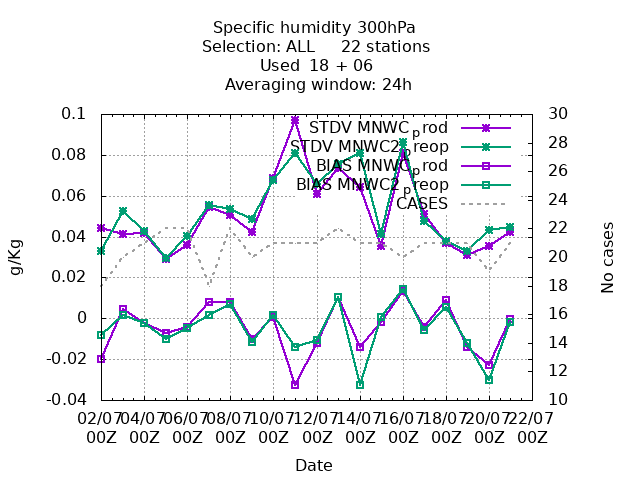 Specific humidity 300hPa
Selection: ALL 22 stations
Used 18 + 06
Averaging window: 24h
0.1
0.08
0.06
0.04
0.02
0
-0.02
-0.04
g/Kg
30
28
26
24
22
20
18
16
14
12
10
No cases
STDV MNWC_prod
STDV MNWC2_preop
BIAS MNWC_prod
BIAS MNWC2_preop
CASES
02/07 04/07 06/07 08/07 10/07 12/07 14/07 16/07 18/07 20/07 22/07
00Z 00Z 00Z 00Z 00Z 00Z 00Z 00Z 00Z 00Z 00Z
Date